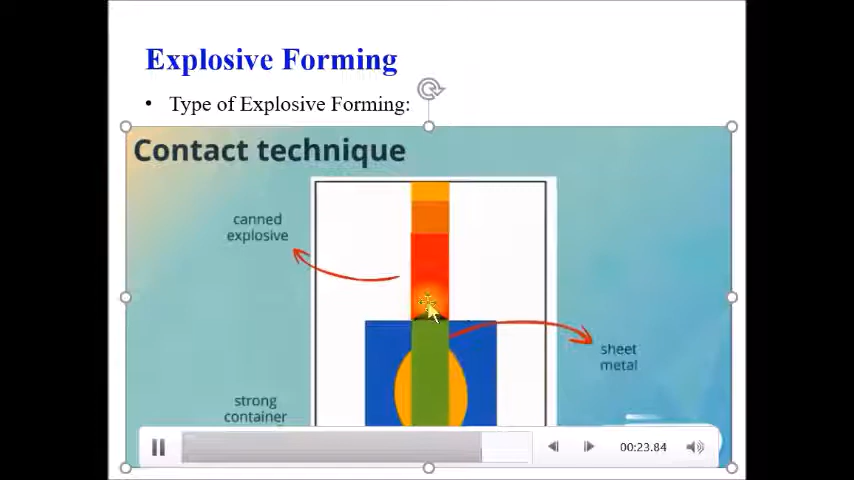 Explosive Forming
• Type of Explosive Forming:
Contact technique
canned
explosive
sheet
metal
strong
container
00:23.84